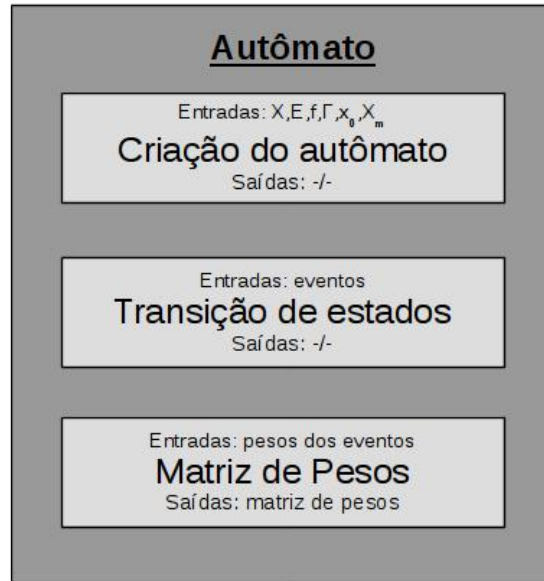 Autômato
Entradas: X,E,f,Γ,x₀,Xₘ
Criação do autômato
Saídas: -/-
Entradas: eventos
Transição de estados
Saídas: -/-
Entradas: pesos dos eventos
Matriz de Pesos
Saídas: matriz de pesos